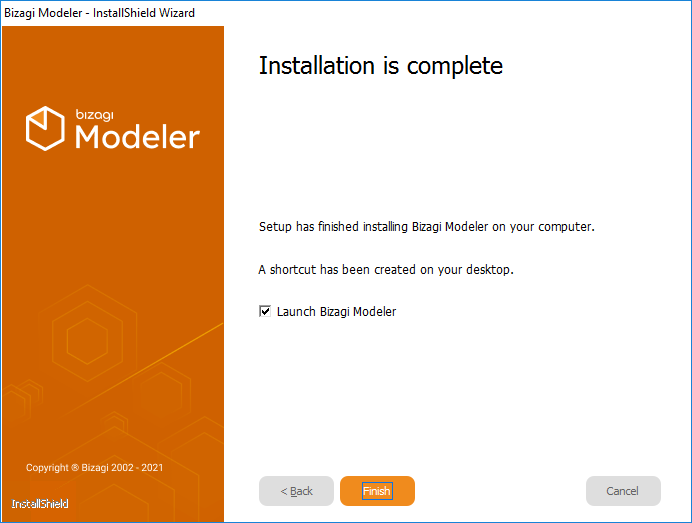 Bizagi Modeler - InstallShield Wizard
bizagi
Modeler
Installation is complete
Setup has finished installing Bizagi Modeler on your computer.
A shortcut has been created on your desktop.
Launch Bizagi Modeler
Copyright ® Bizagi 2002 - 2021
InstallShield
< Back
Finish
Cancel